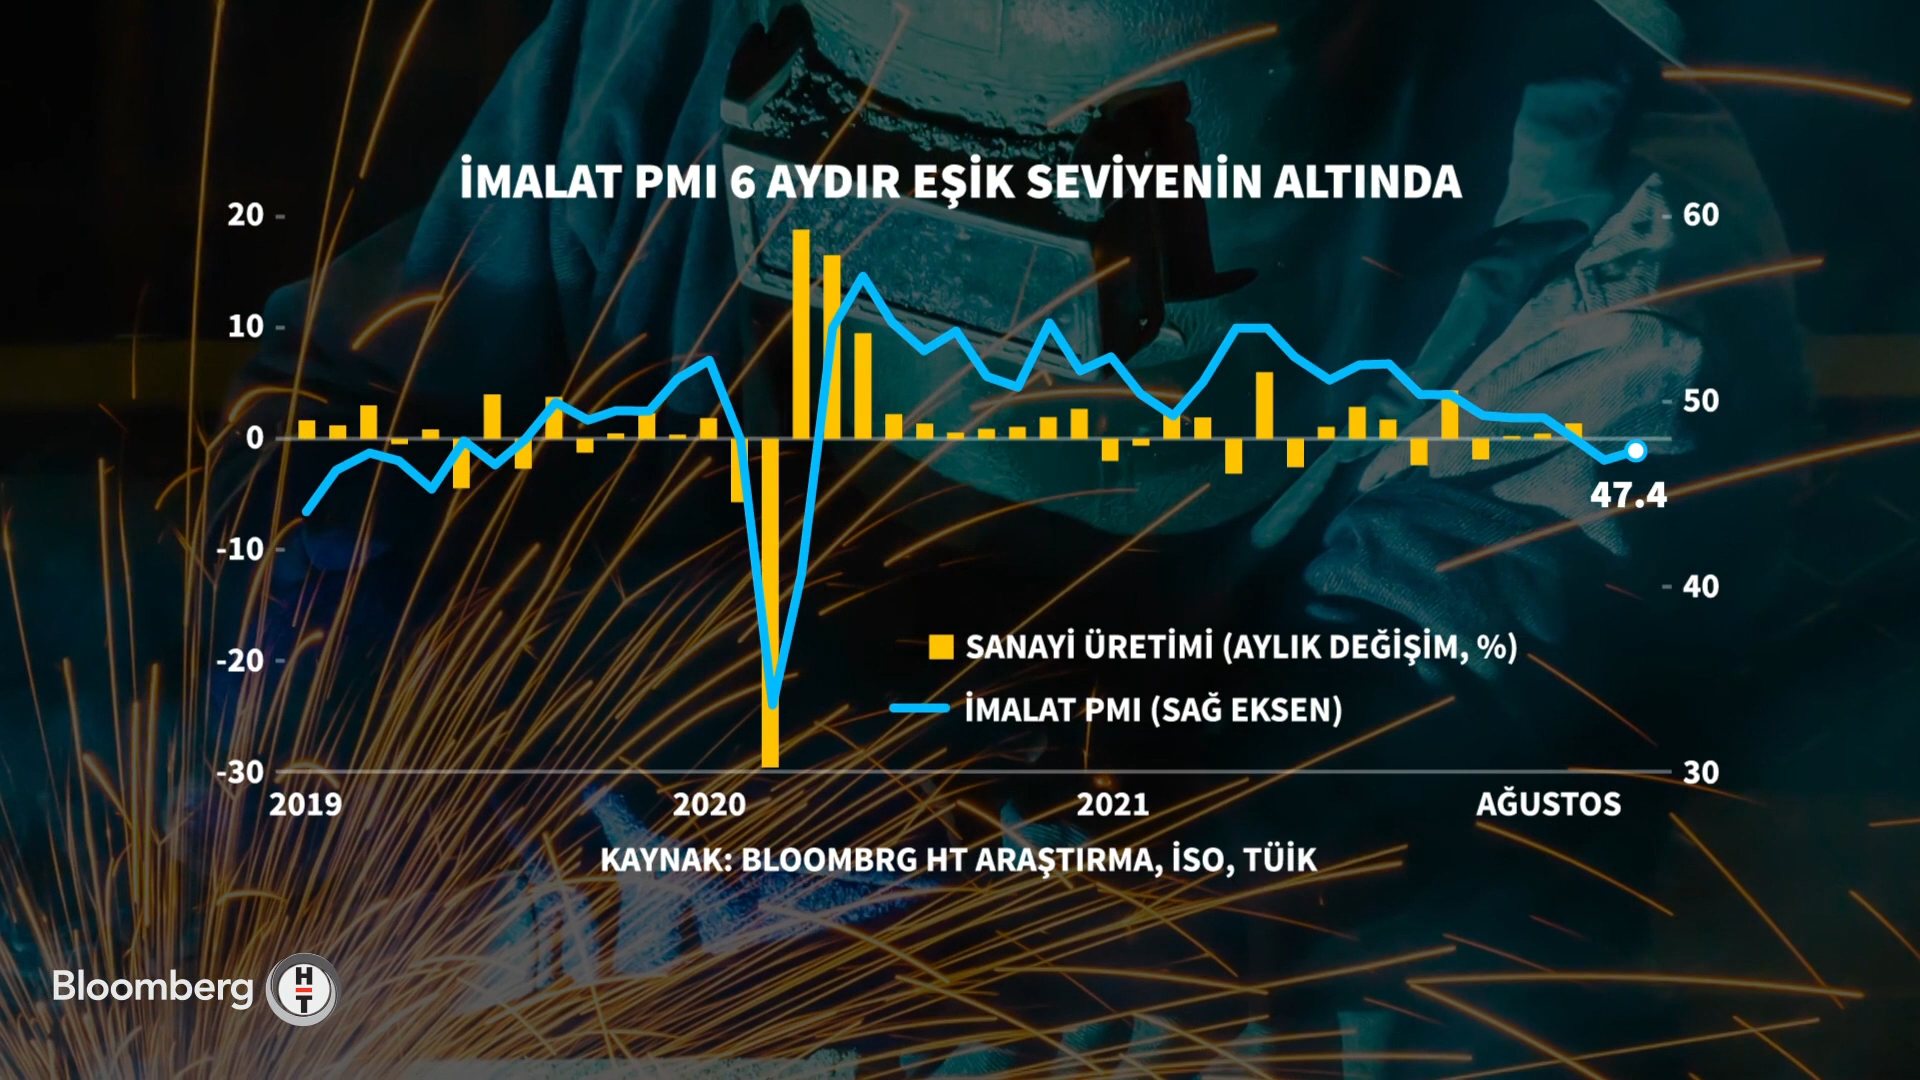 İMALAT PMI 6 AYDIR EŞİK SEVİYENİN ALTINDA
20
60
10
50
0
47.4
-10
40
SANAYİ ÜRETİMİ (AYLIK DEĞİŞİM, %)
-20
İMALAT PMI (SAĞ EKSEN)
-30
30
2019
2020
2021
AĞUSTOS
KAYNAK: BLOOMBRG HT ARAŞTIRMA, İSO, TÜİK
Bloomberg HT